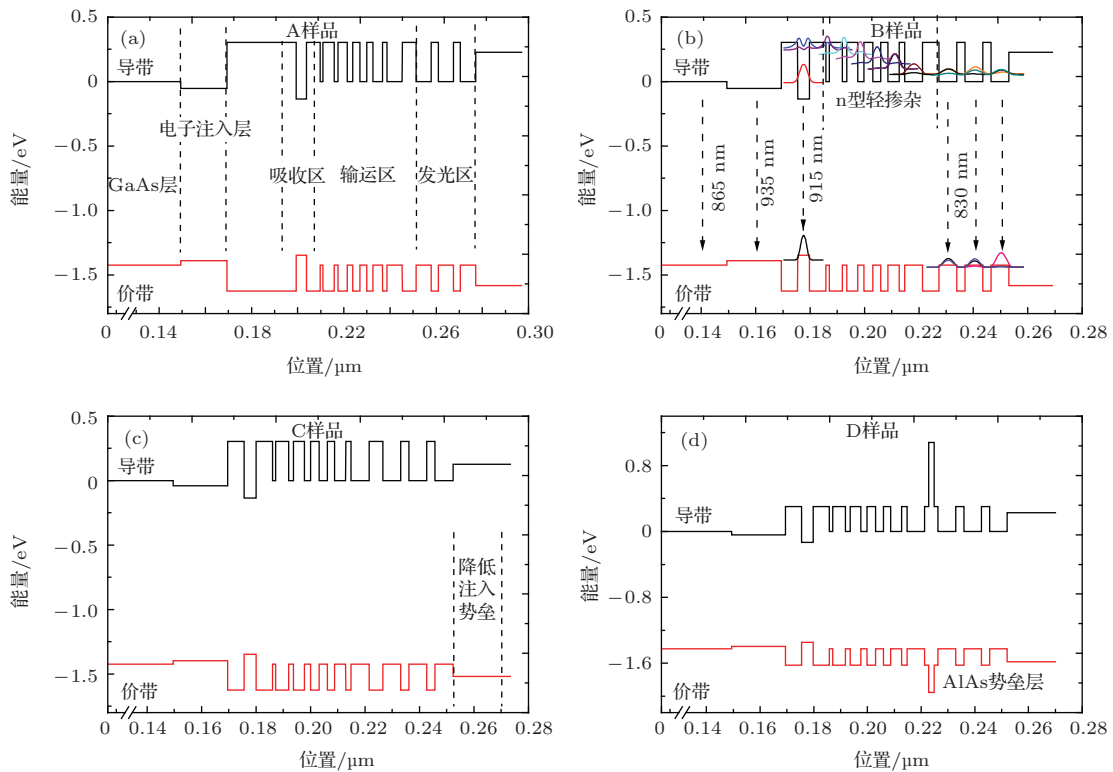 (a)
A样品
导带
电子注入层
GaAs层
吸收区
输运区
发光区
价带
能量/eV
0.5
0
−0.5
−1.0
−1.5
0
0.14
0.18
0.22
0.26
0.30
位置/μm
(b)
B样品
导带
n型轻掺杂
865 nm
935 nm
915 nm
830 nm
价带
能量/eV
0.5
0
−0.5
−1.0
−1.5
0
0.14
0.16
0.18
0.20
0.22
0.24
0.26
0.28
位置/μm
(c)
C样品
导带
降低
注入
势垒
价带
能量/eV
0.5
0
−0.5
−1.0
−1.5
0
0.14
0.16
0.18
0.20
0.22
0.24
0.26
0.28
位置/μm
(d)
D样品
导带
AlAs势垒层
价带
能量/eV
0.8
0
−0.8
−1.6
0
0.14
0.16
0.18
0.20
0.22
0.24
0.26
0.28
位置/μm